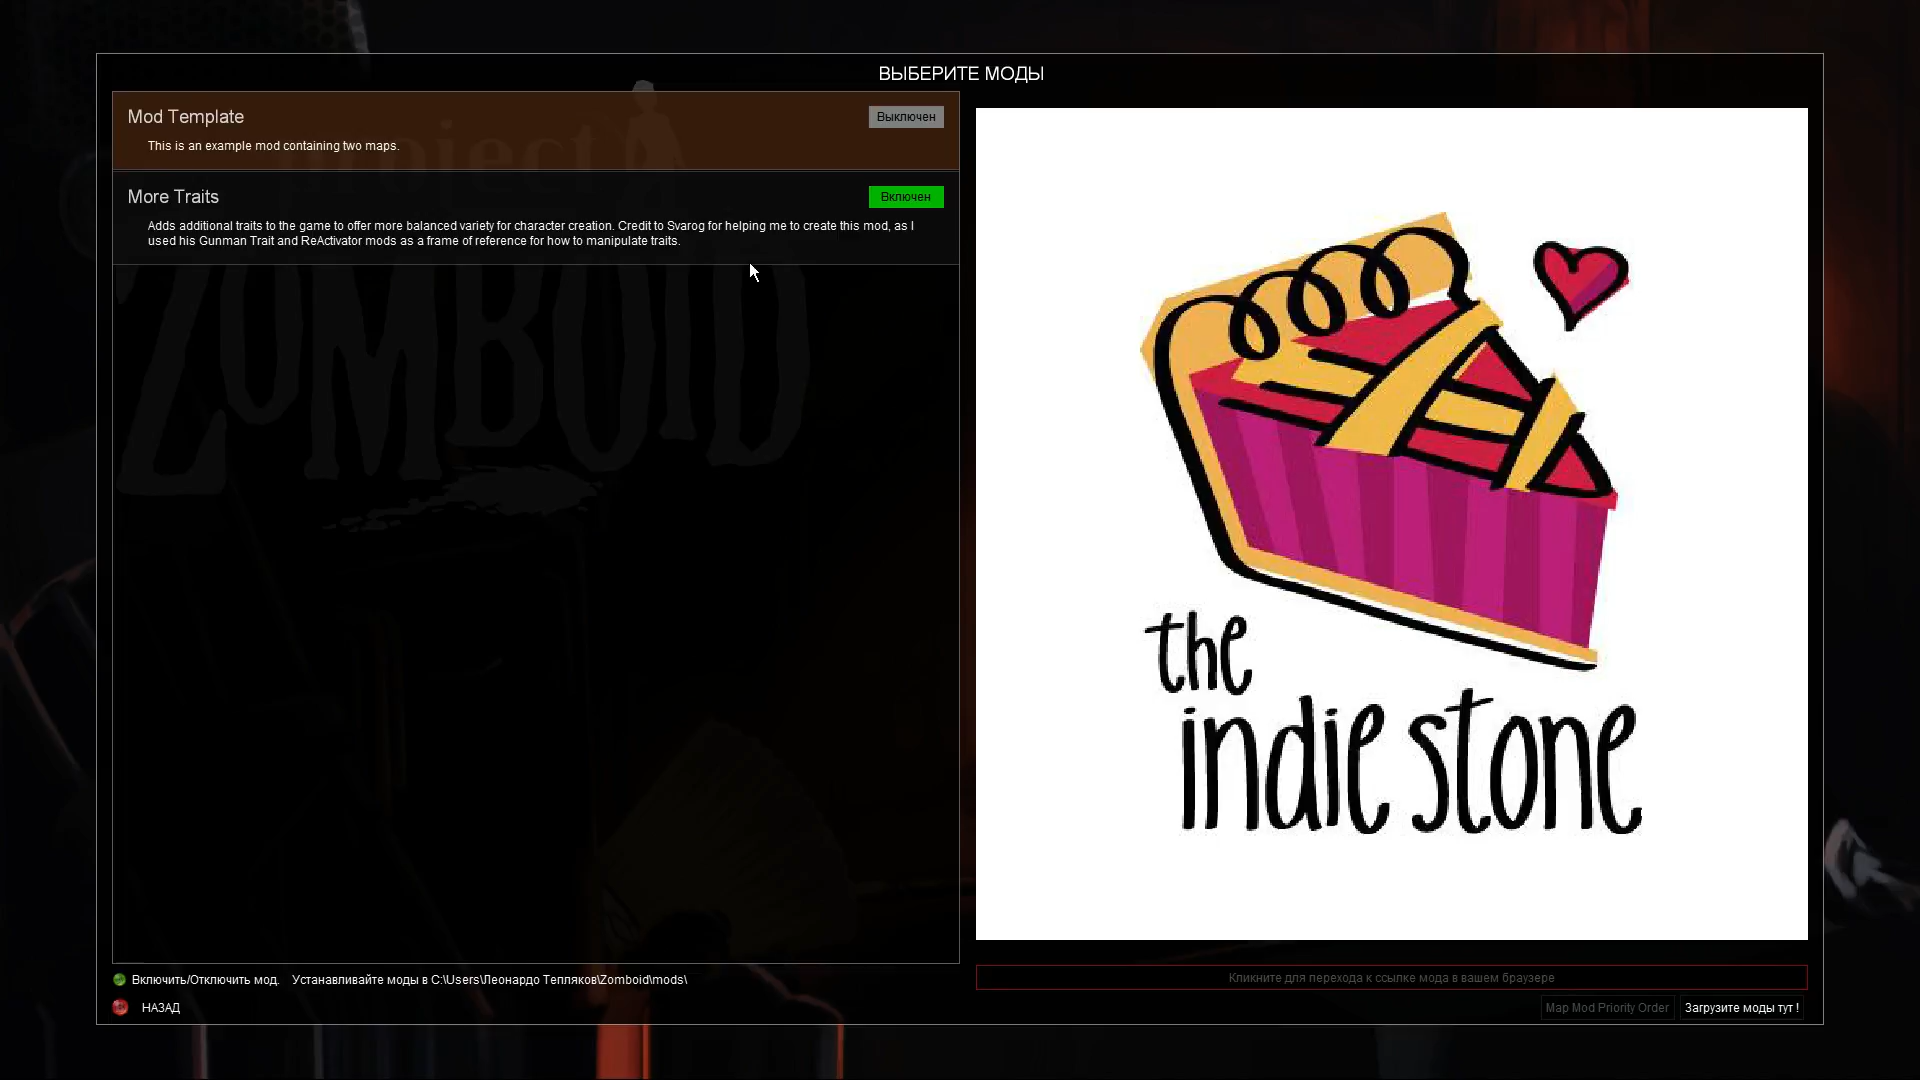 ВЫБЕРИТЕ МОДЫ
Mod Template
Выключен
This is an example mod containing two maps.
More Traits
Включен
Adds additional traits to the game to offer more balanced variety for character creation. Credit to Svarog for helping me to create this mod, as I
used his Gunman Trait and ReActivator mods as a frame of reference for how to manipulate traits.
project
ZOMBOID
the
indie stone
Включить/Отключить мод. Устанавливайте моды в C:\Users\Леонардо Тепляков\Zomboid\mods\
Кликните для перехода к ссылке мода в вашем браузере
НАЗАД
Map Mod Priority Order
Загрузите моды тут !